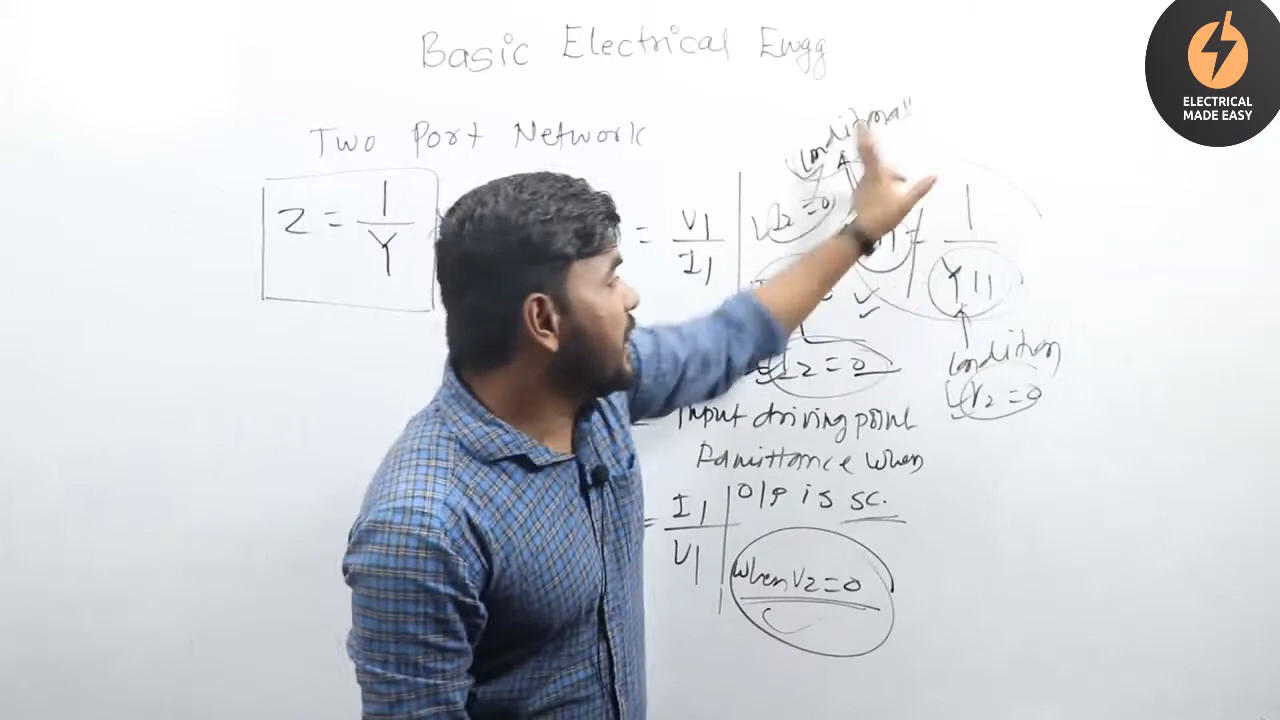 Basic Electrical Engg
ELECTRICAL
MADE EASY
Two Port Network
Z = 1/Y
= V1/I1
I2 = 0
≠ 1/Y11
I2 = 0
condition
V2 = 0
Input driving point
Admittance when
O/P is SC.
= I1/V1
when V2 = 0